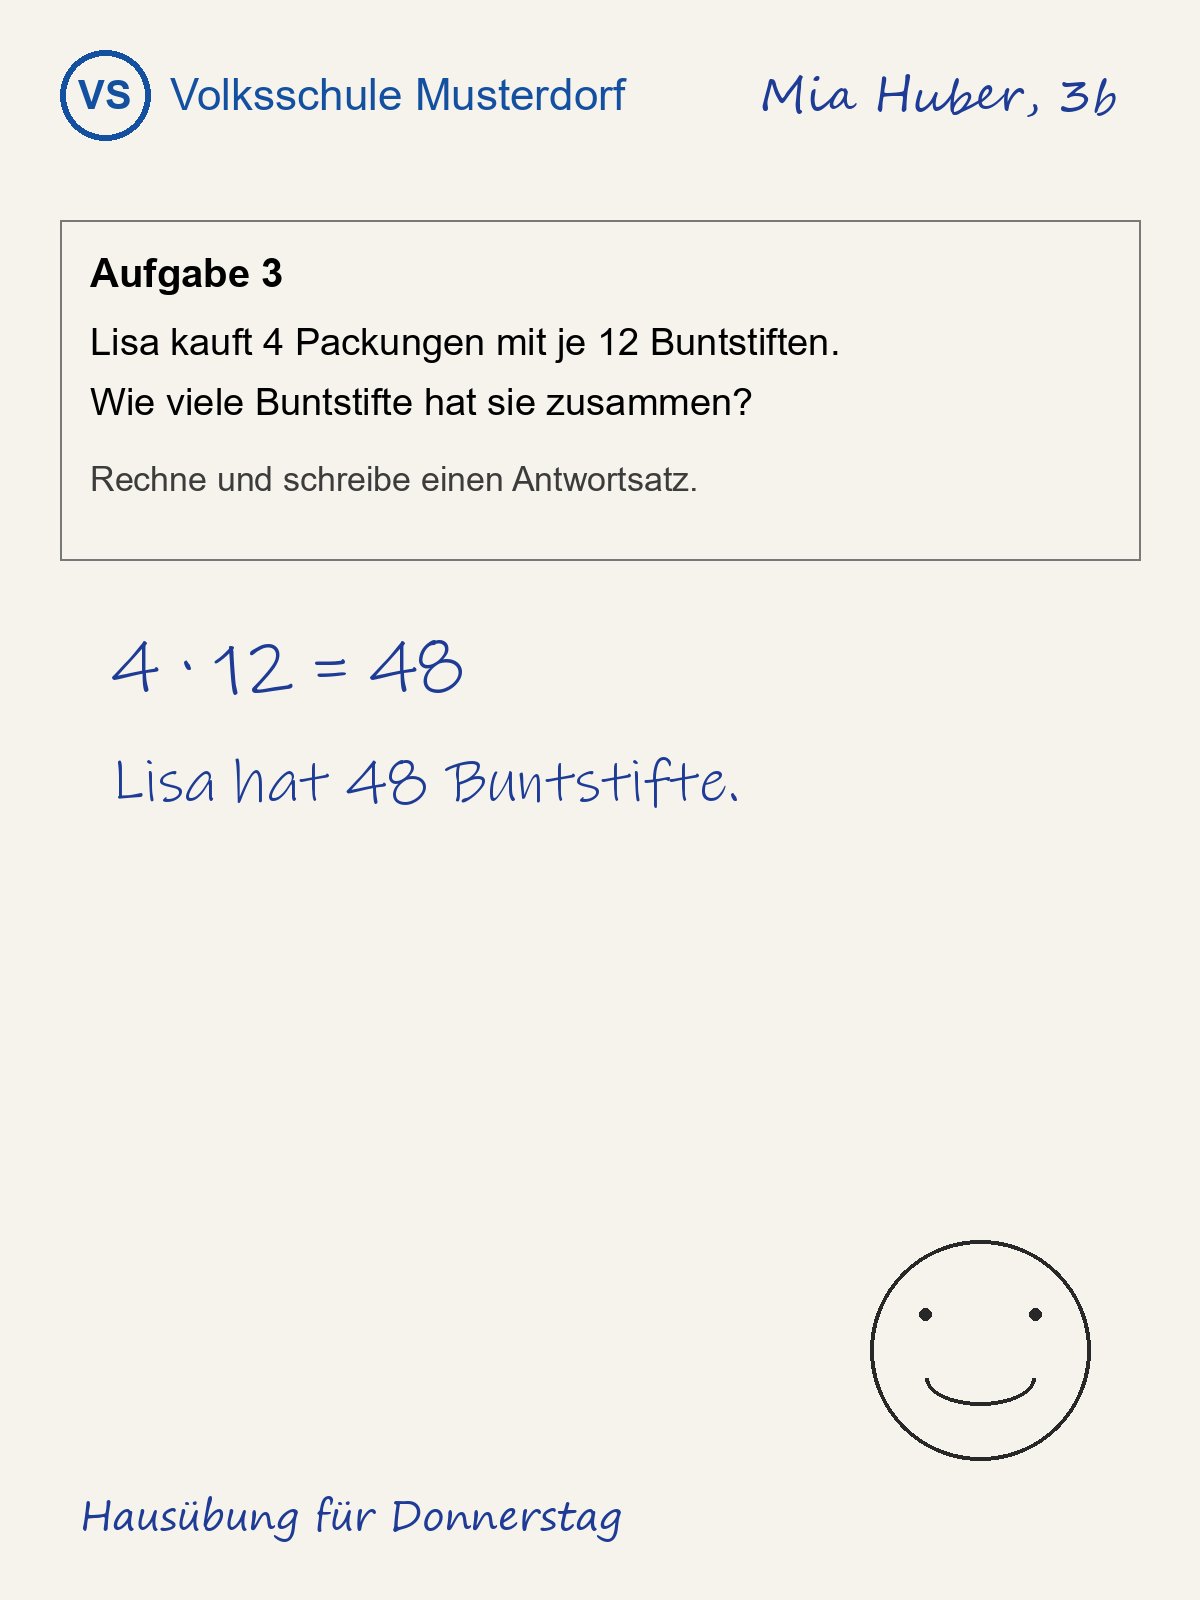 VS Volksschule Musterdorf Mia Huber, 3b
Aufgabe 3
Lisa kauft 4 Packungen mit je 12 Buntstiften.
Wie viele Buntstifte hat sie zusammen?
Rechne und schreibe einen Antwortsatz.
4 · 12 = 48
Lisa hat 48 Buntstifte.
Hausübung für Donnerstag